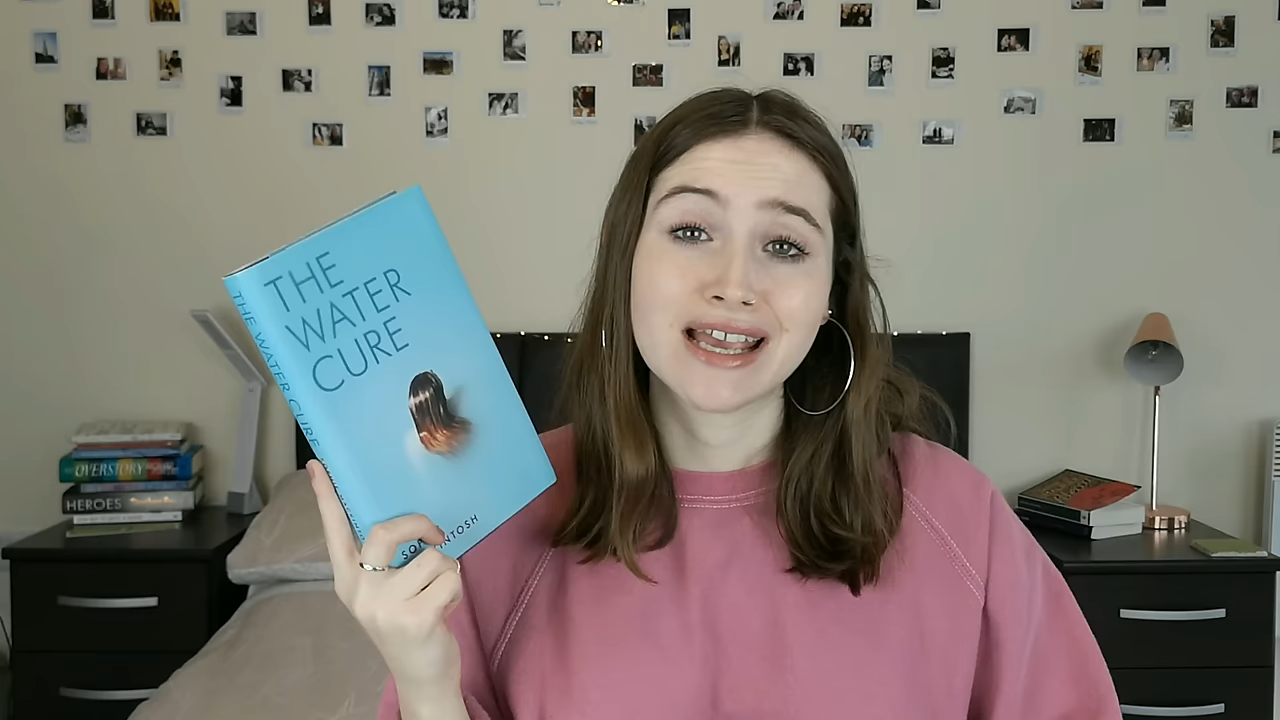 THE
WATER
CURE
THE WATER CURE
OVERSTORY
HEROES